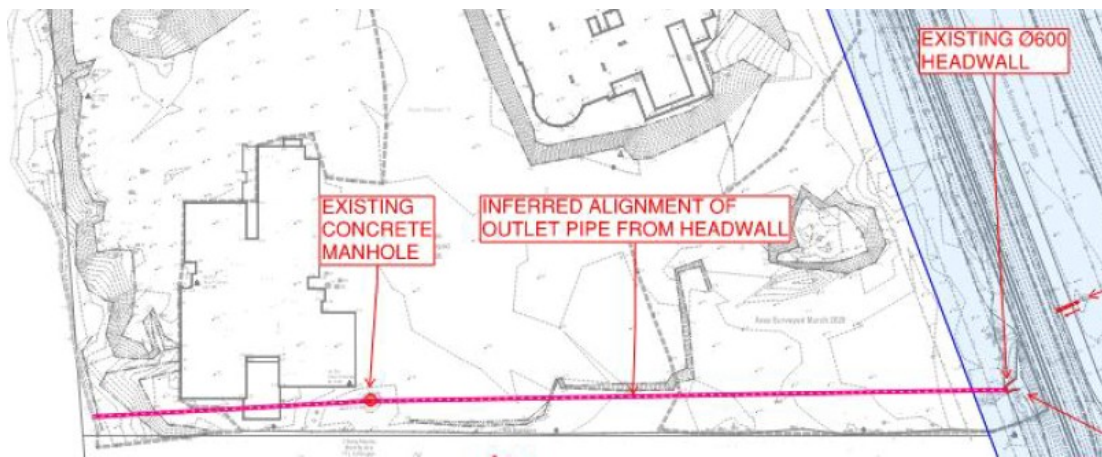 EXISTING Ø600
HEADWALL
EXISTING
CONCRETE
MANHOLE
INFERRED ALIGNMENT OF
OUTLET PIPE FROM HEADWALL